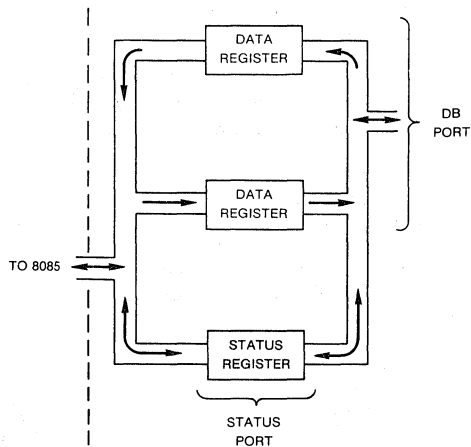 DATA
REGISTER
DB
PORT
DATA
REGISTER
TO 8085
STATUS
REGISTER
STATUS
PORT